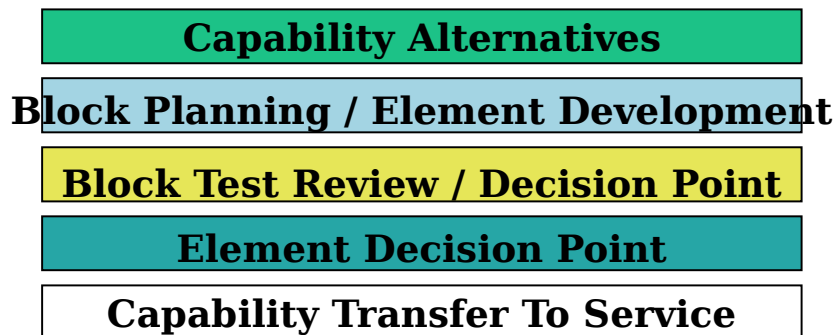 Capability Alternatives
Block Planning / Element Development
Block Test Review / Decision Point
Element Decision Point
Capability Transfer To Service